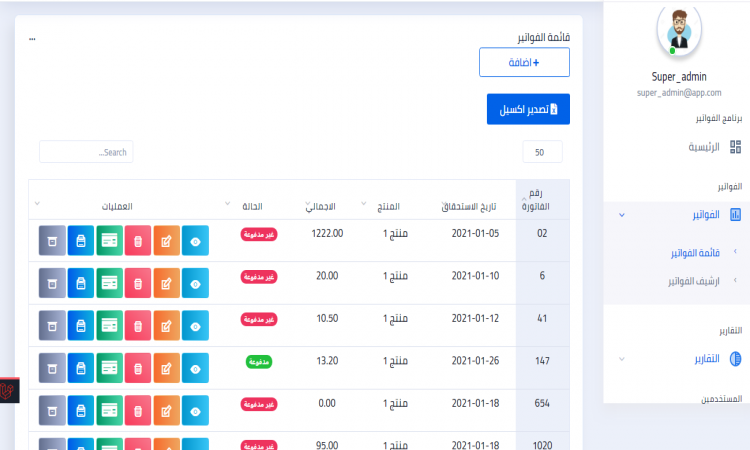 Super_admin
super_admin@app.com
برنامج الفواتير
الرئيسية
الفواتير
الفواتير
قائمة الفواتير
ارشيف الفواتير
التقارير
التقارير
المستخدمين
قائمة الفواتير
...
+ اضافة
تصدير اكسيل
50
Search...
رقم الفاتورة تاريخ الاستحقاق المنتج الاجمالي الحالة العمليات
02 2021-01-05 منتج 1 1222.00 غير مدفوعة
6 2021-01-10 منتج 1 20.00 غير مدفوعة
41 2021-01-12 منتج 1 10.50 غير مدفوعة
147 2021-01-26 منتج 1 13.20 مدفوعة
654 2021-01-18 منتج 1 0.00 غير مدفوعة
1020 2021-01-18 منتج 1 95.00 غير مدفوعة